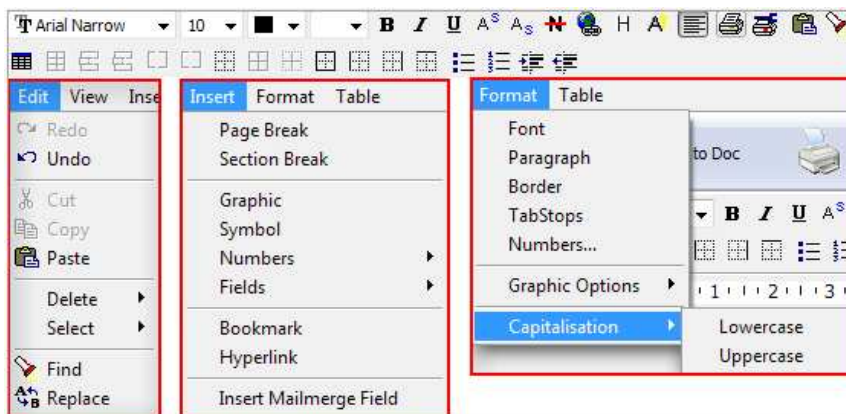 Arial Narrow 10 B I U A^S A_S N H A
Edit View Inse
Redo
Undo
Cut
Copy
Paste
Delete
Select
Find
Replace
Insert Format Table
Page Break
Section Break
Graphic
Symbol
Numbers
Fields
Bookmark
Hyperlink
Insert Mailmerge Field
Format Table
Font
Paragraph
Border
TabStops
Numbers...
Graphic Options
Capitalisation
Lowercase
Uppercase
to Doc
B I U A^S
1 2 3